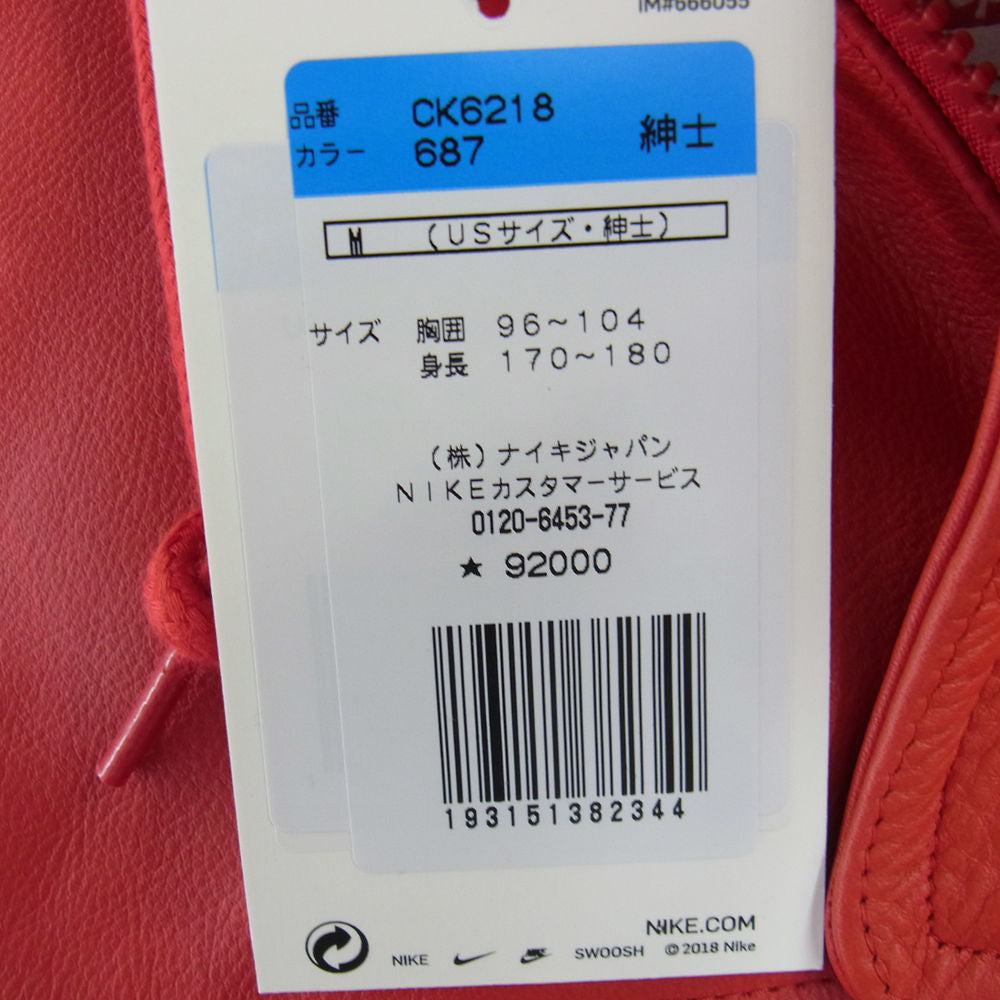 IM#666055
品番 CK6218
カラー 687 紳士
M (USサイズ・紳士)
サイズ 胸囲 96~104
身長 170~180
(株)ナイキジャパン
NIKEカスタマーサービス
0120-6453-77
★ 92000
193151382344
NIKE.COM
NIKE SWOOSH ©2018 Nike